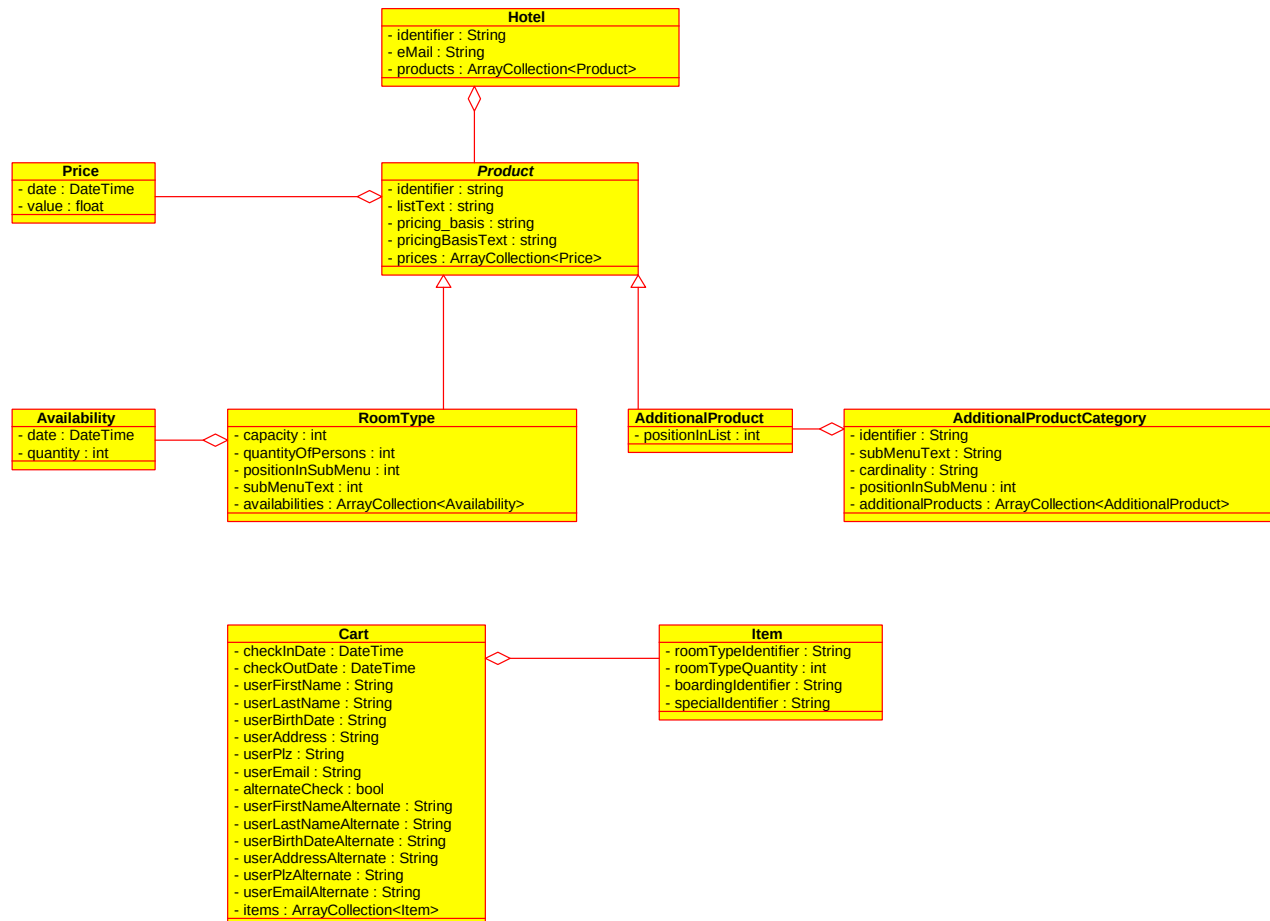 Hotel
- identifier : String
- eMail : String
- products : ArrayCollection<Product>
Price
- date : DateTime
- value : float
Product
- identifier : string
- listText : string
- pricing_basis : string
- pricingBasisText : string
- prices : ArrayCollection<Price>
Availability
- date : DateTime
- quantity : int
RoomType
- capacity : int
- quantityOfPersons : int
- positionInSubMenu : int
- subMenuText : int
- availabilities : ArrayCollection<Availability>
AdditionalProduct
- positionInList : int
AdditionalProductCategory
- identifier : String
- subMenuText : String
- cardinality : String
- positionInSubMenu : int
- additionalProducts : ArrayCollection<AdditionalProduct>
Cart
- checkInDate : DateTime
- checkOutDate : DateTime
- userFirstName : String
- userLastName : String
- userBirthDate : String
- userAddress : String
- userPlz : String
- userEmail : String
- alternateCheck : bool
- userFirstNameAlternate : String
- userLastNameAlternate : String
- userBirthDateAlternate : String
- userAddressAlternate : String
- userPlzAlternate : String
- userEmailAlternate : String
- items : ArrayCollection<Item>
Item
- roomTypeIdentifier : String
- roomTypeQuantity : int
- boardingIdentifier : String
- specialIdentifier : String